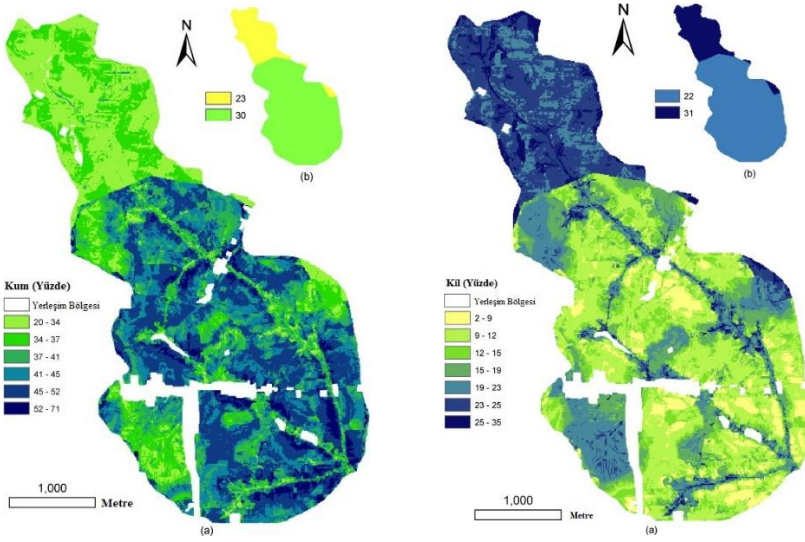 N
23
30
(b)
Kum (Yüzde)
Yerleşim Bölgesi
20 - 34
34 - 37
37 - 41
41 - 45
45 - 52
52 - 71
1,000
Metre
(a)
N
22
31
(b)
Kil (Yüzde)
Yerleşim Bölgesi
2 - 9
9 - 12
12 - 15
15 - 19
19 - 23
23 - 25
25 - 35
1,000
Metre
(a)